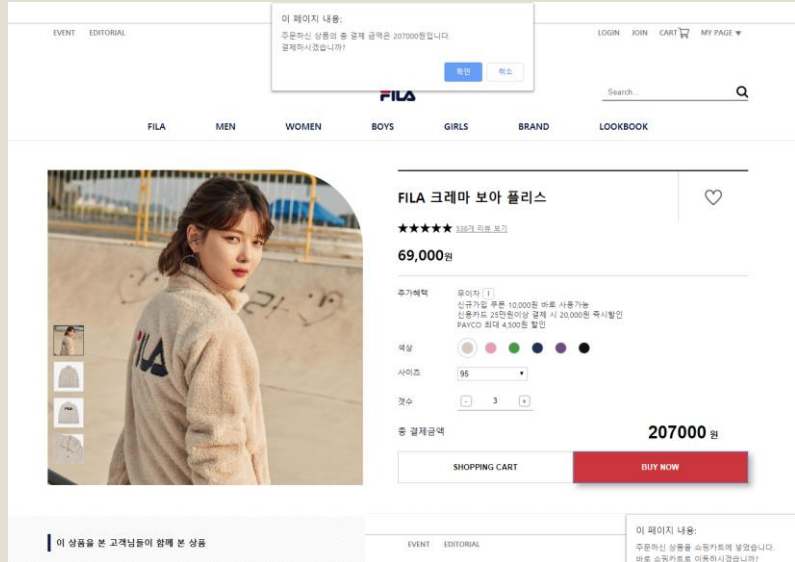 이 페이지 내용:
주문하신 상품의 총 결제 금액은 207000원입니다.
결제하시겠습니까?
확인 취소
EVENT EDITORIAL
LOGIN JOIN CART MY PAGE ▼
FILA
Search...
FILA MEN WOMEN BOYS GIRLS BRAND LOOKBOOK
FILA 크레마 보아 플리스
★★★★★ 538개 리뷰 보기
69,000원
추가혜택 무이자 i
신규가입 쿠폰 10,000원 바로 사용가능
신용카드 25만원이상 결제 시 20,000원 즉시할인
PAYCO 최대 4,500원 할인
색상
사이즈 95
갯수 - 3 +
총 결제금액 207000 원
SHOPPING CART BUY NOW
FILA
이 상품을 본 고객님들이 함께 본 상품
EVENT EDITORIAL
이 페이지 내용:
주문하신 상품을 쇼핑카트에 넣었습니다.
바로 쇼핑카트로 이동하시겠습니까?